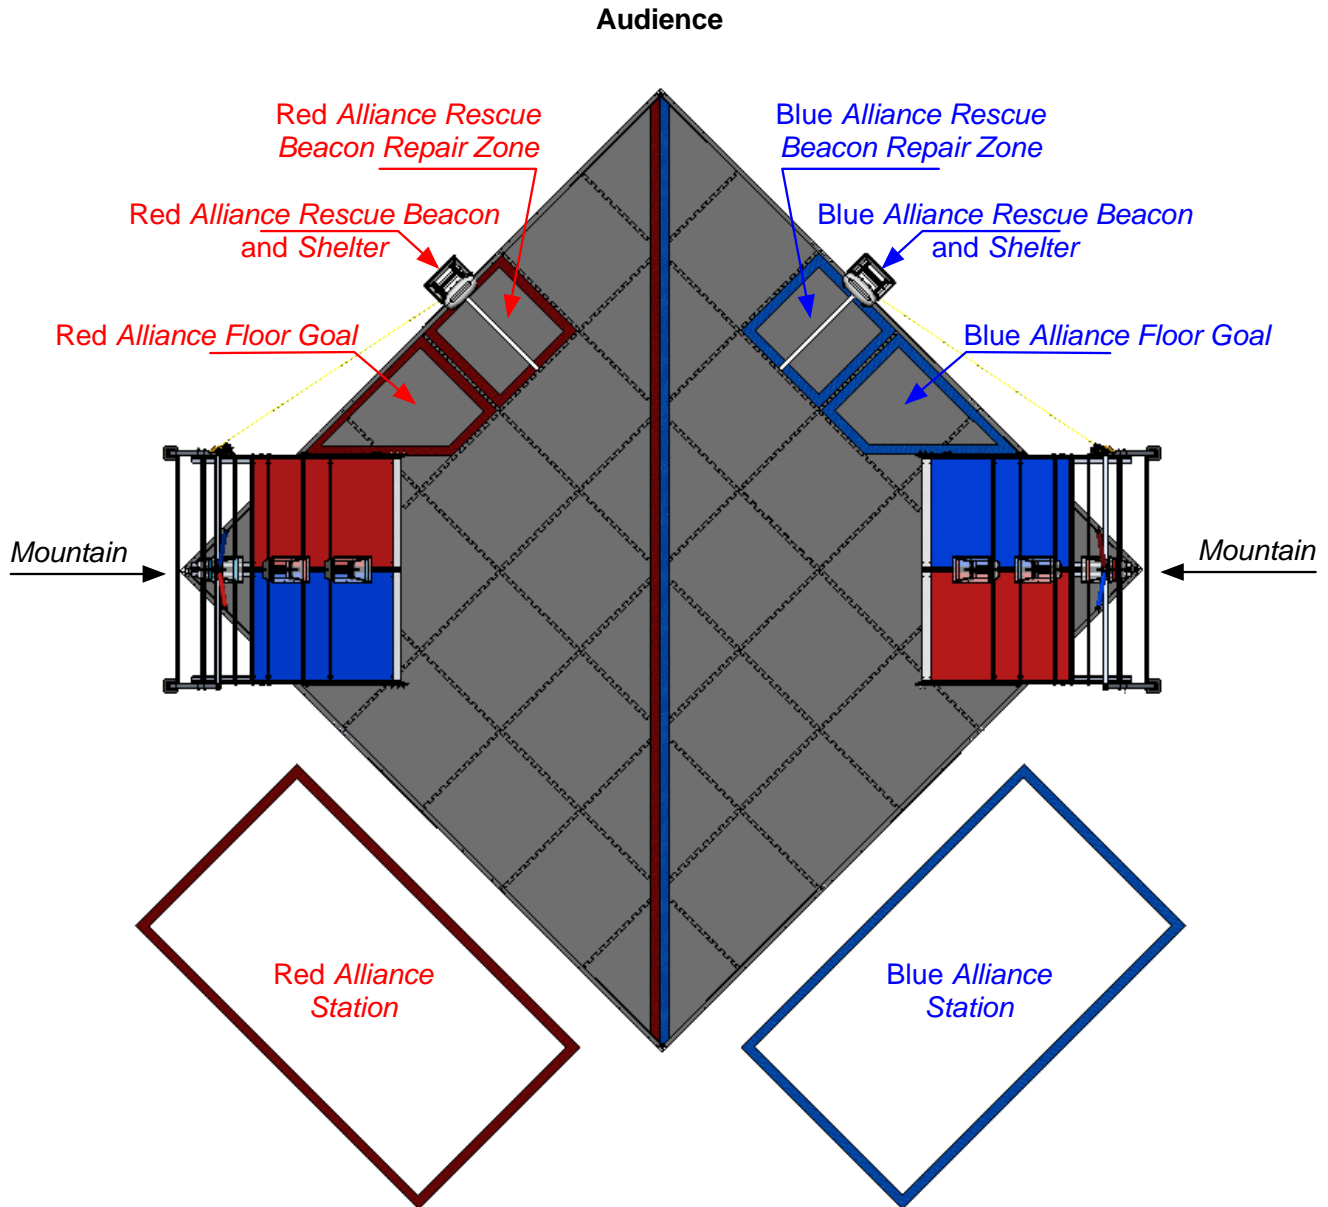 Audience
Red Alliance Rescue
Beacon Repair Zone
Blue Alliance Rescue
Beacon Repair Zone
Red Alliance Rescue Beacon
and Shelter
Blue Alliance Rescue Beacon
and Shelter
Red Alliance Floor Goal
Blue Alliance Floor Goal
Mountain
Mountain
Red Alliance
Station
Blue Alliance
Station